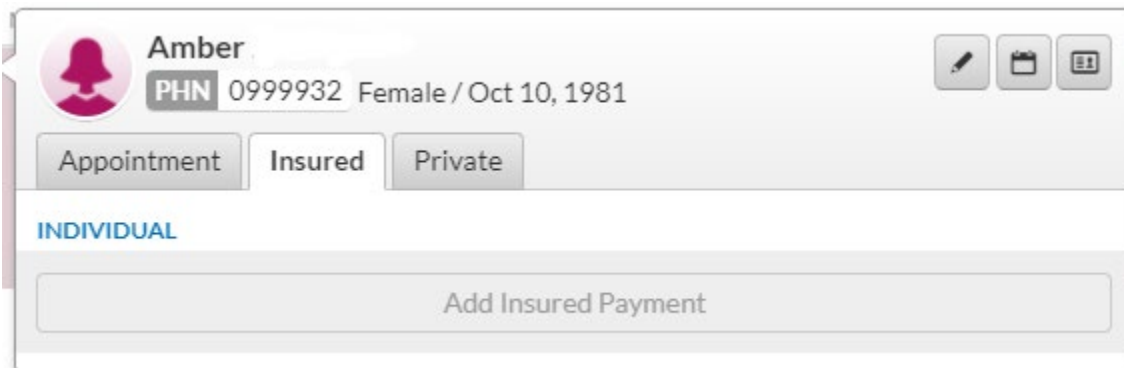 Amber
PHN 0999932 Female / Oct 10, 1981
Appointment Insured Private
INDIVIDUAL
Add Insured Payment